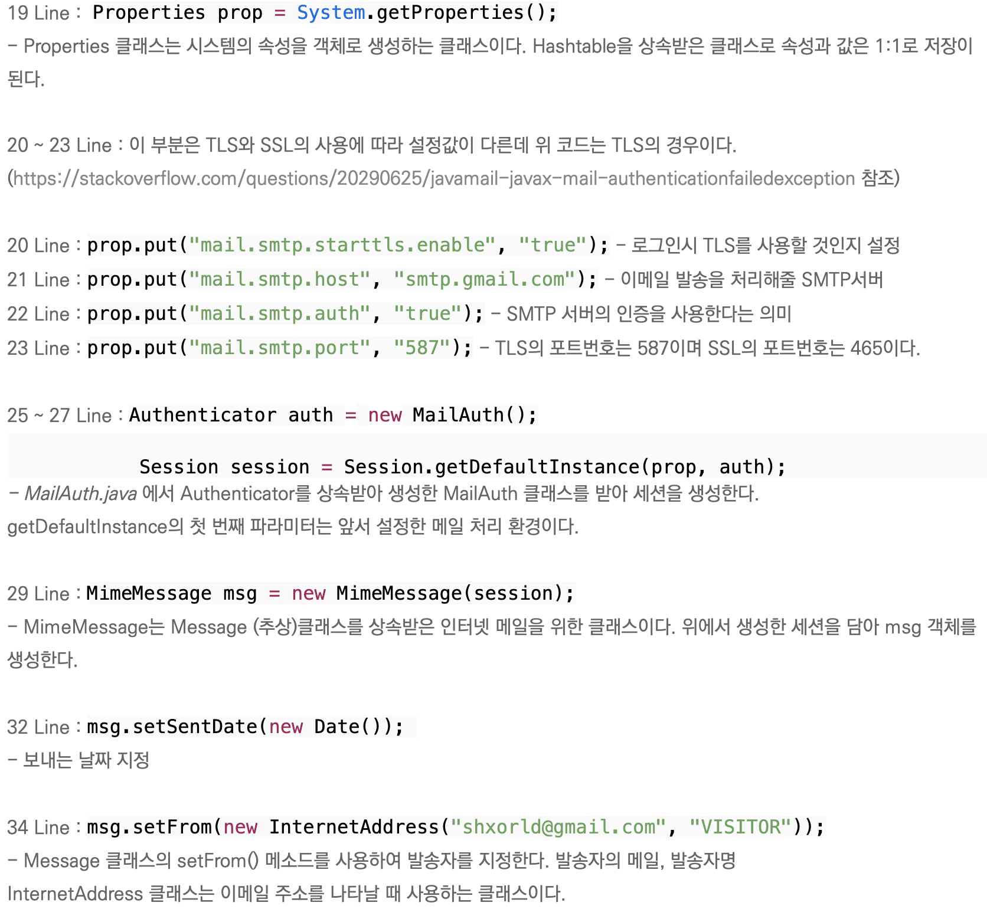 19 Line : Properties prop = System.getProperties();
- Properties 클래스는 시스템의 속성을 객체로 생성하는 클래스이다. Hashtable을 상속받은 클래스로 속성과 값은 1:1로 저장이
된다.
20 ~ 23 Line : 이 부분은 TLS와 SSL의 사용에 따라 설정값이 다른데 위 코드는 TLS의 경우이다.
(https://stackoverflow.com/questions/20290625/javamail-javax-mail-authenticationfailedexception 참조)
20 Line : prop.put("mail.smtp.starttls.enable", "true"); - 로그인시 TLS를 사용할 것인지 설정
21 Line : prop.put("mail.smtp.host", "smtp.gmail.com"); - 이메일 발송을 처리해줄 SMTP서버
22 Line : prop.put("mail.smtp.auth", "true"); - SMTP 서버의 인증을 사용한다는 의미
23 Line : prop.put("mail.smtp.port", "587"); - TLS의 포트번호는 587이며 SSL의 포트번호는 465이다.
25 ~ 27 Line : Authenticator auth = new MailAuth();
Session session = Session.getDefaultInstance(prop, auth);
- MailAuth.java 에서 Authenticator를 상속받아 생성한 MailAuth 클래스를 받아 세션을 생성한다.
getDefaultInstance의 첫 번째 파라미터는 앞서 설정한 메일 처리 환경이다.
29 Line : MimeMessage msg = new MimeMessage(session);
- MimeMessage는 Message (추상)클래스를 상속받은 인터넷 메일을 위한 클래스이다. 위에서 생성한 세션을 담아 msg 객체를
생성한다.
32 Line : msg.setSentDate(new Date());
- 보내는 날짜 지정
34 Line : msg.setFrom(new InternetAddress("shxorld@gmail.com", "VISITOR"));
- Message 클래스의 setFrom() 메소드를 사용하여 발송자를 지정한다. 발송자의 메일, 발송자명
InternetAddress 클래스는 이메일 주소를 나타날 때 사용하는 클래스이다.